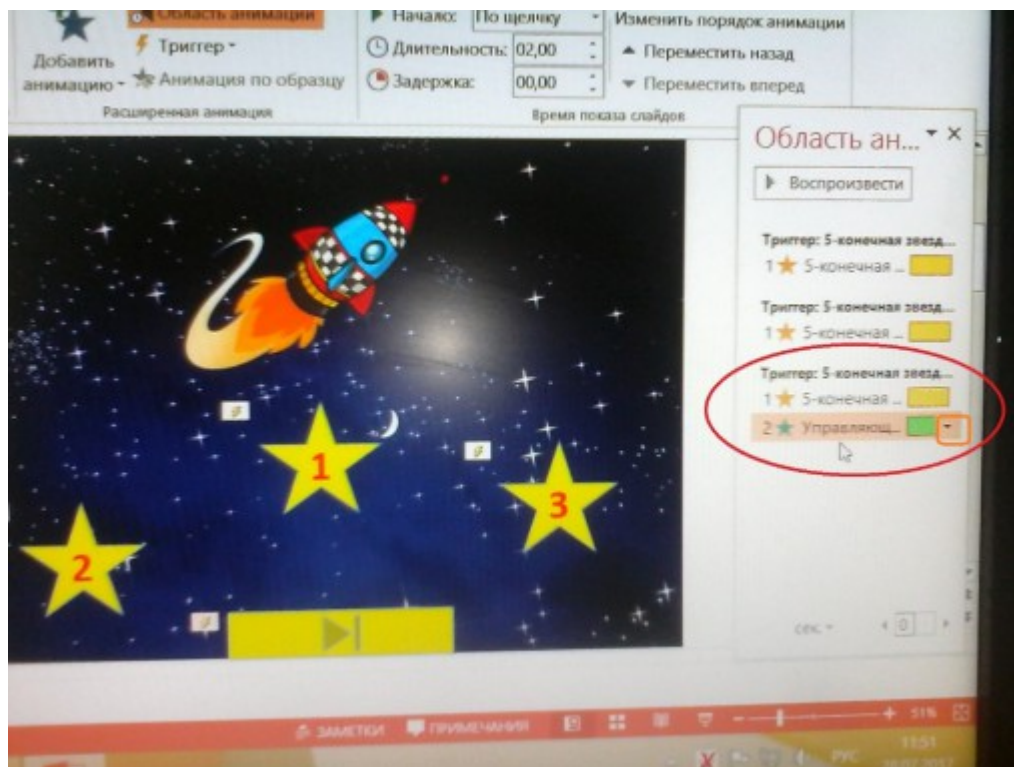 Область анимации
Начало: По щелчку
Изменить порядок анимации
Добавить анимацию
Триггер
Длительность: 02,00
Переместить назад
Анимация по образцу
Задержка: 00,00
Переместить вперед
Расширенная анимация
Время показа слайдов
Область ан...
Воспроизвести
Триггер: 5-конечная звезд...
1 5-конечная ...
Триггер: 5-конечная звезд...
1 5-конечная ...
Триггер: 5-конечная звезд...
1 5-конечная ...
2 Управляющ...
1
3
2
сек.
0
ЗАМЕТКИ
ПРИМЕЧАНИЯ
51%
РУС
11:51
18.07.2017